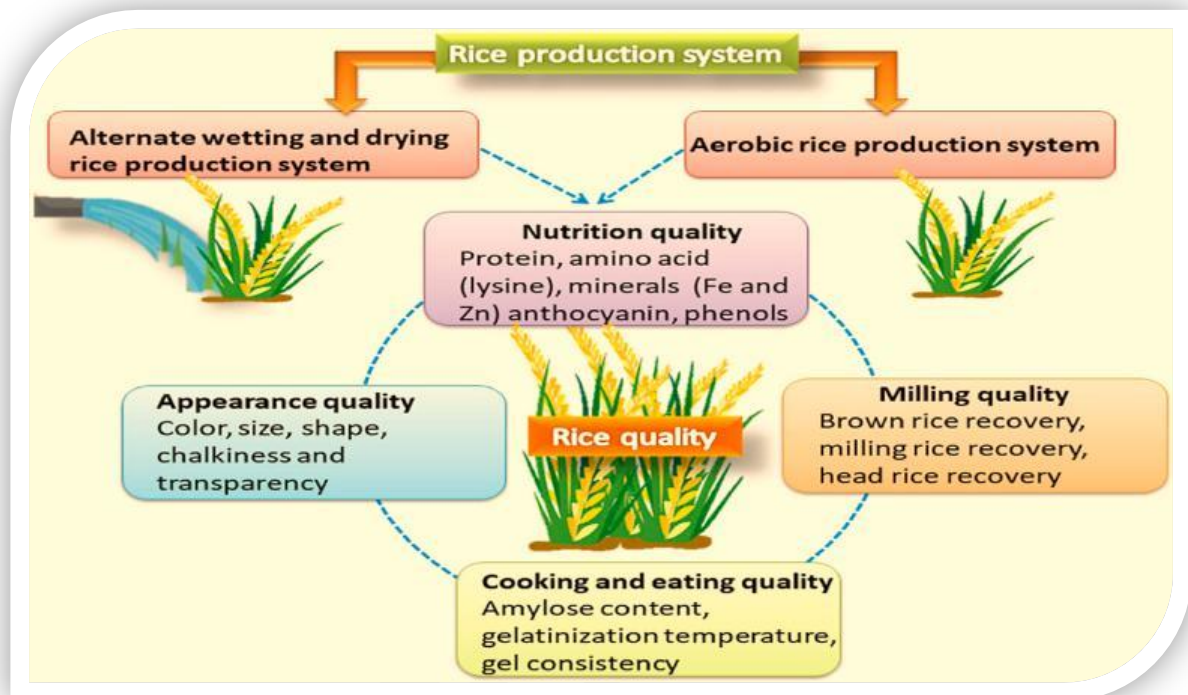 Rice production system
Alternate wetting and drying
rice production system
Aerobic rice production system
Nutrition quality
Protein, amino acid
(lysine), minerals (Fe and
Zn) anthocyanin, phenols
Appearance quality
Color, size, shape,
chalkiness and
transparency
Rice quality
Milling quality
Brown rice recovery,
milling rice recovery,
head rice recovery
Cooking and eating quality
Amylose content,
gelatinization temperature,
gel consistency